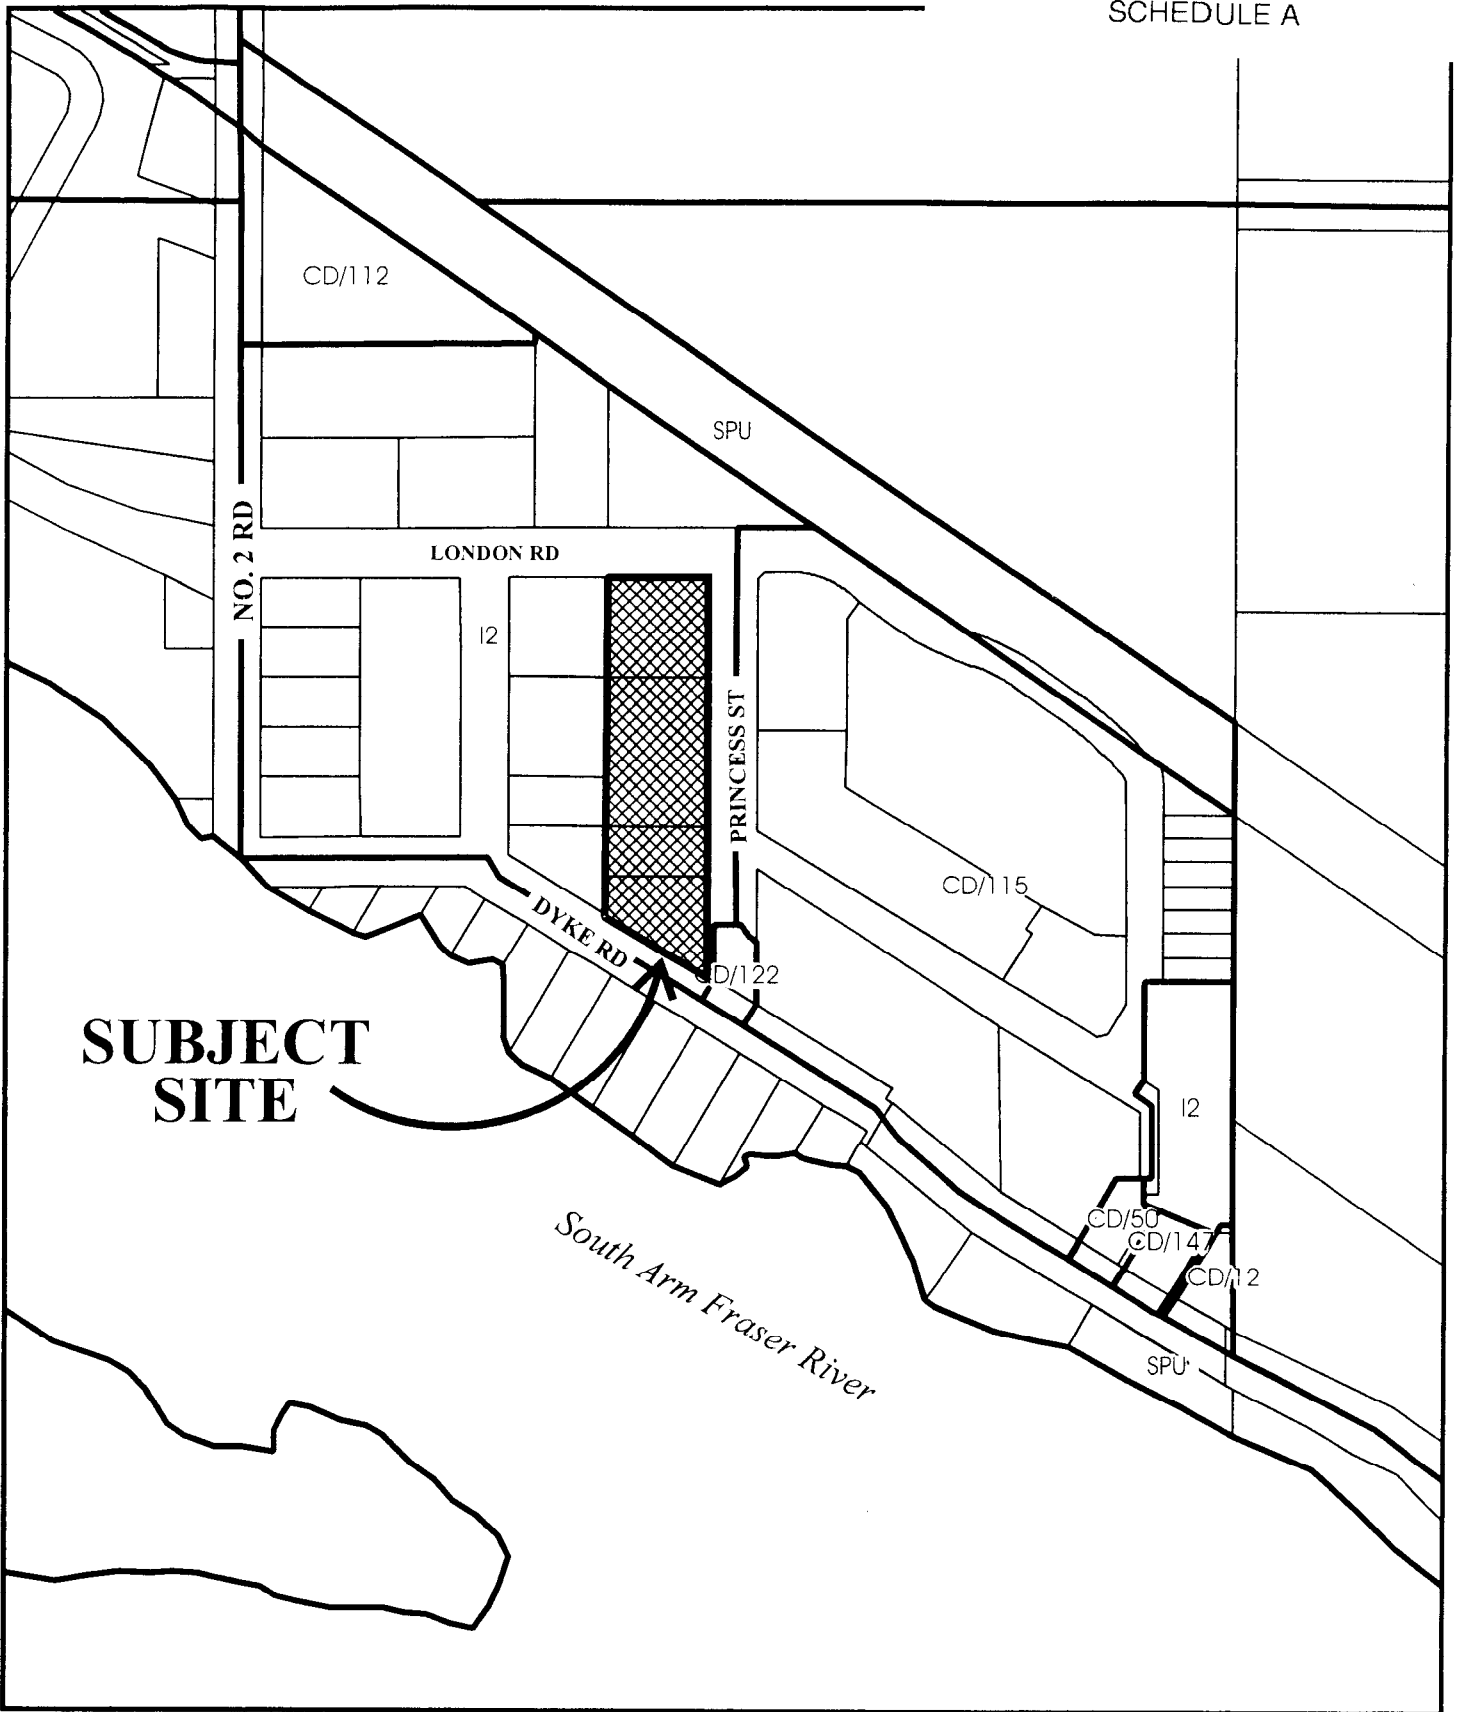 SCHEDULE A
CD/112
SPU
NO. 2 RD
LONDON RD
I2
PRINCESS ST
CD/115
DYKE RD
CD/122
SUBJECT
SITE
I2
CD/50
CD/147
CD/12
South Arm Fraser River
SPU